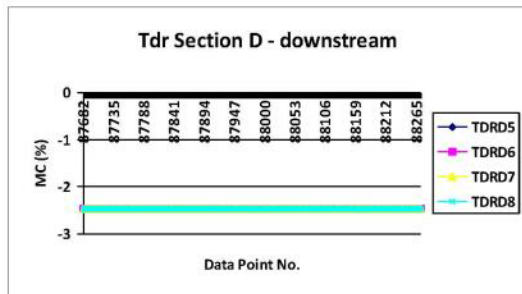 Tdr Section D - downstream
0
-1
-2
-3
MC (%)
87682
87735
87788
87841
87894
87947
88000
88053
88106
88159
88212
88265
Data Point No.
TDRD5
TDRD6
TDRD7
TDRD8